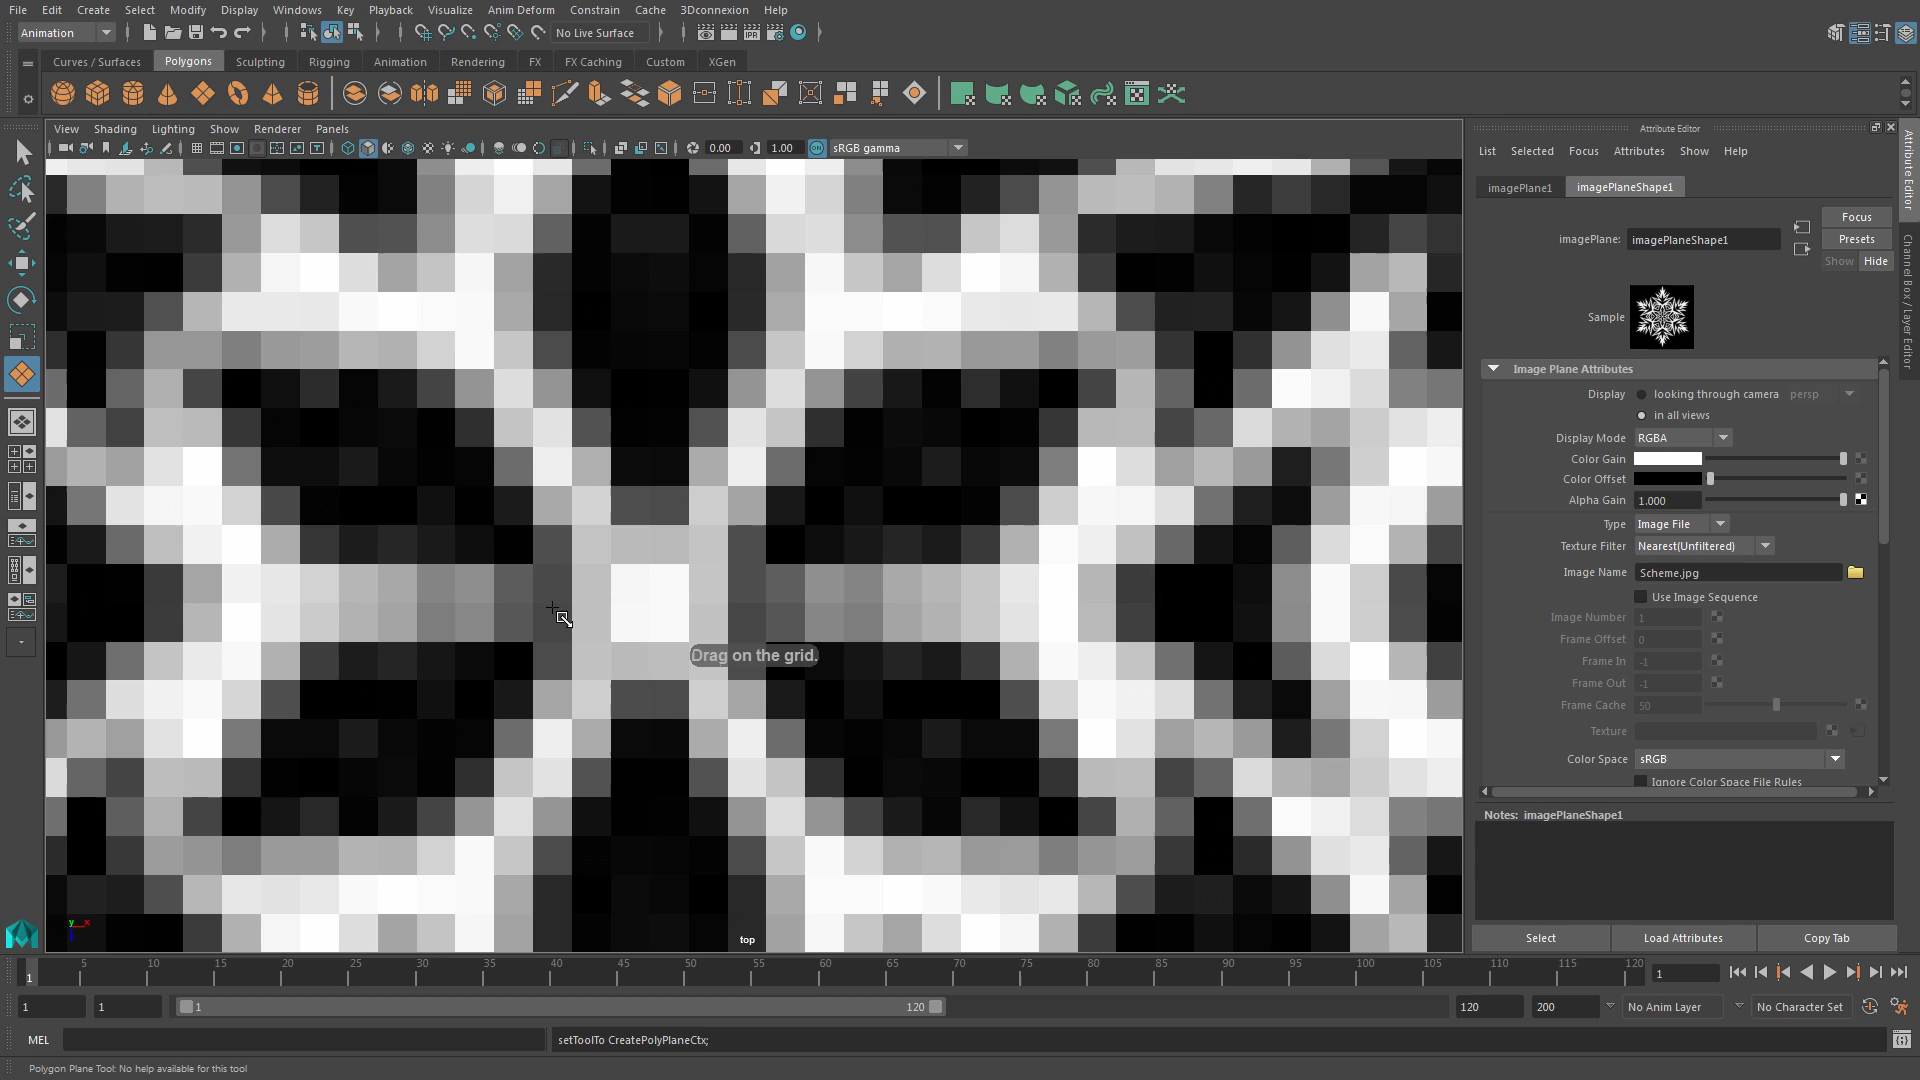 File Edit Create Select Modify Display Windows Key Playback Visualize Anim Deform Constrain Cache 3Dconnexion Help
Animation No Live Surface IPR
Curves / Surfaces Polygons Sculpting Rigging Animation Rendering FX FX Caching Custom XGen
View Shading Lighting Show Renderer Panels
0.00 1.00 ON sRGB gamma
Drag on the grid.
y x
top
Attribute Editor
List Selected Focus Attributes Show Help
imagePlane1 imagePlaneShape1
Focus
imagePlane: imagePlaneShape1 Presets
Show Hide
Sample
Image Plane Attributes
Display looking through camera persp
in all views
Display Mode RGBA
Color Gain
Color Offset
Alpha Gain 1.000
Type Image File
Texture Filter Nearest(Unfiltered)
Image Name Scheme.jpg
Use Image Sequence
Image Number 1
Frame Offset 0
Frame In -1
Frame Out -1
Frame Cache 50
Texture
Color Space sRGB
Ignore Color Space File Rules
Notes: imagePlaneShape1
Select Load Attributes Copy Tab
Attribute Editor
Channel Box / Layer Editor
1 5 10 15 20 25 30 35 40 45 50 55 60 65 70 75 80 85 90 95 100 105 110 115 120 1
1 1 1 120 120 200 No Anim Layer No Character Set
MEL setToolTo CreatePolyPlaneCtx;
Polygon Plane Tool: No help available for this tool